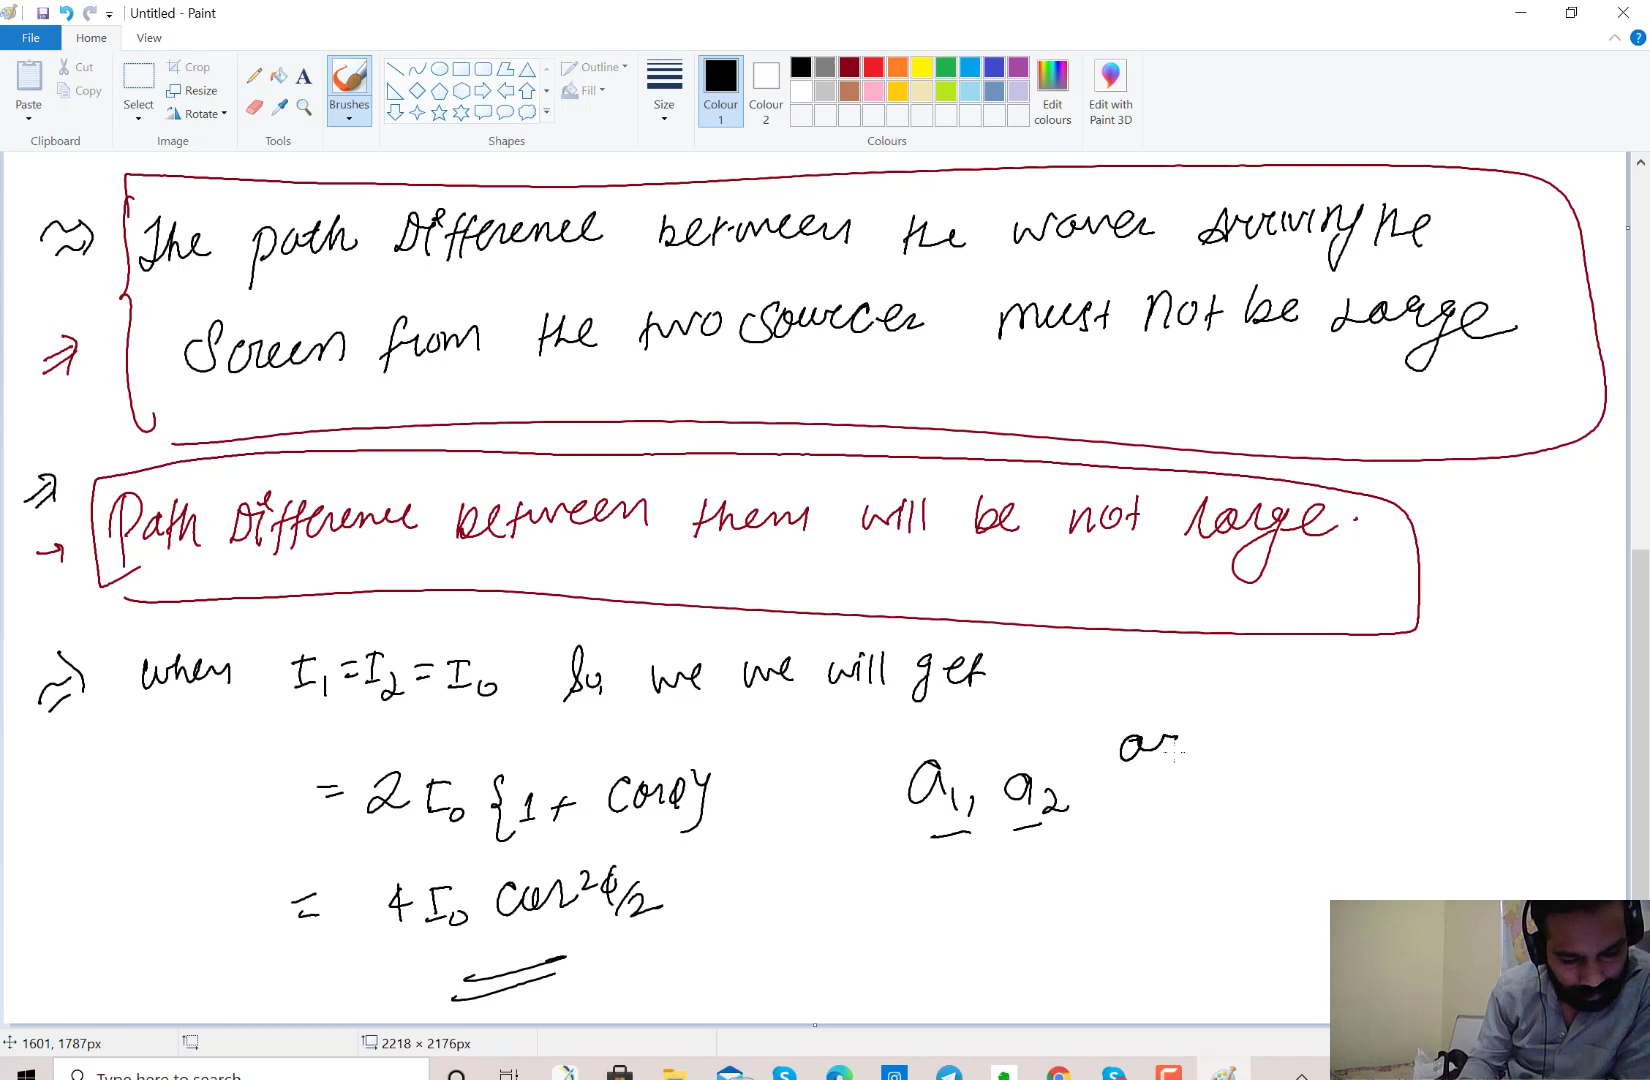 Untitled - Paint
File Home View
Paste Cut Copy Clipboard
Select Crop Resize Rotate Image
Tools
Brushes
Shapes Outline Fill
Size
Colour 1 Colour 2 Edit colours Colours
Edit with Paint 3D
The path Difference between the waves arriving the
Screen from the two sources must not be Large
Path Difference between them will be not large.
when I₁ = I₂ = I₀ So we we will get
= 2 I₀ {1 + cosφ}
a₁, a₂
= 4 I₀ cos²φ/2
1601, 1787px 2218 × 2176px
Type here to search